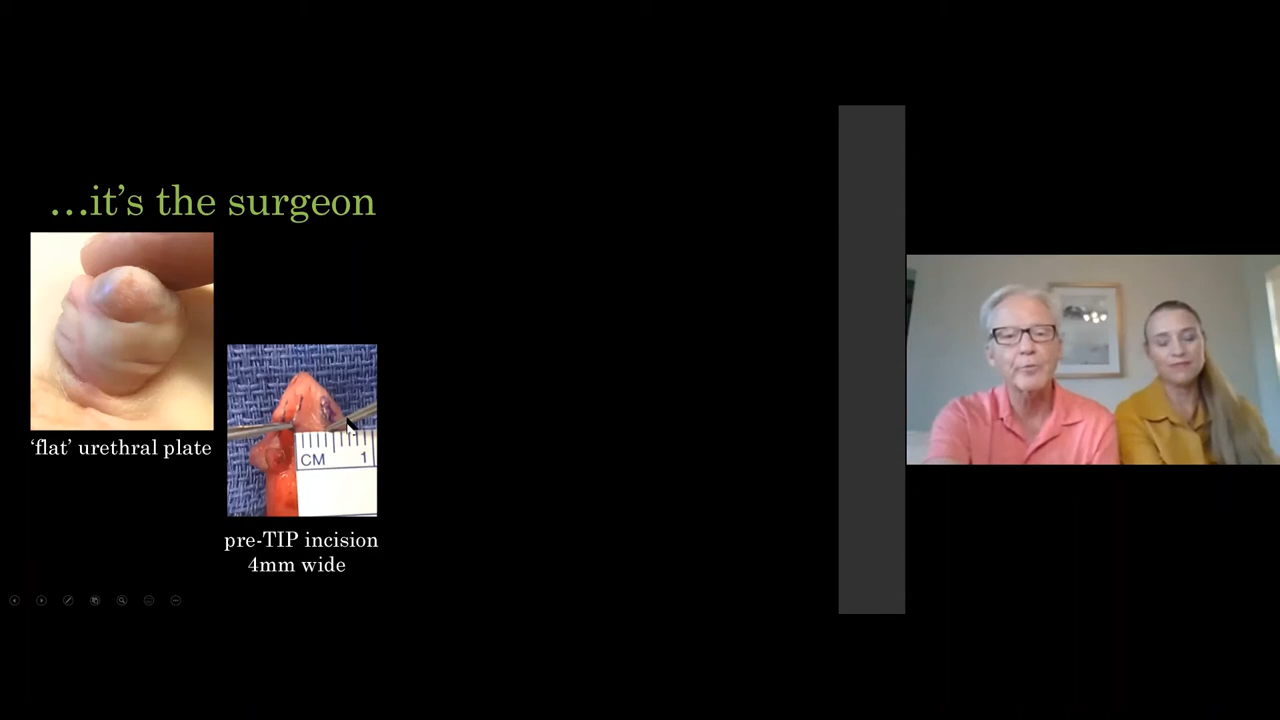 …it's the surgeon
'flat' urethral plate
CM 1
pre-TIP incision
4mm wide